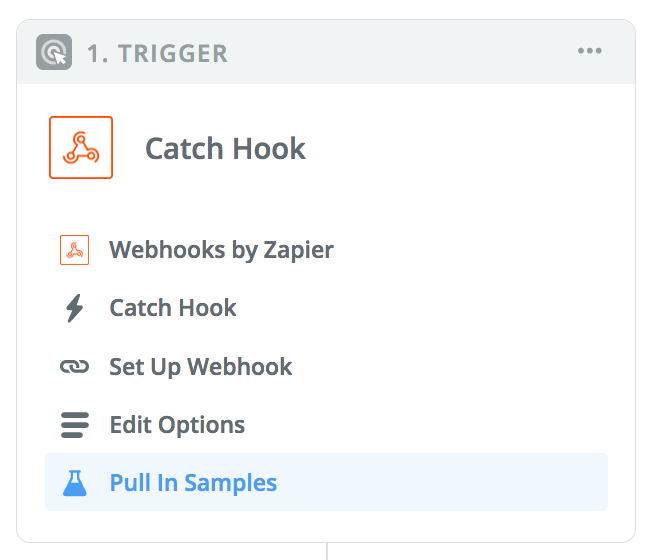 1. TRIGGER
Catch Hook
Webhooks by Zapier
Catch Hook
Set Up Webhook
Edit Options
Pull In Samples